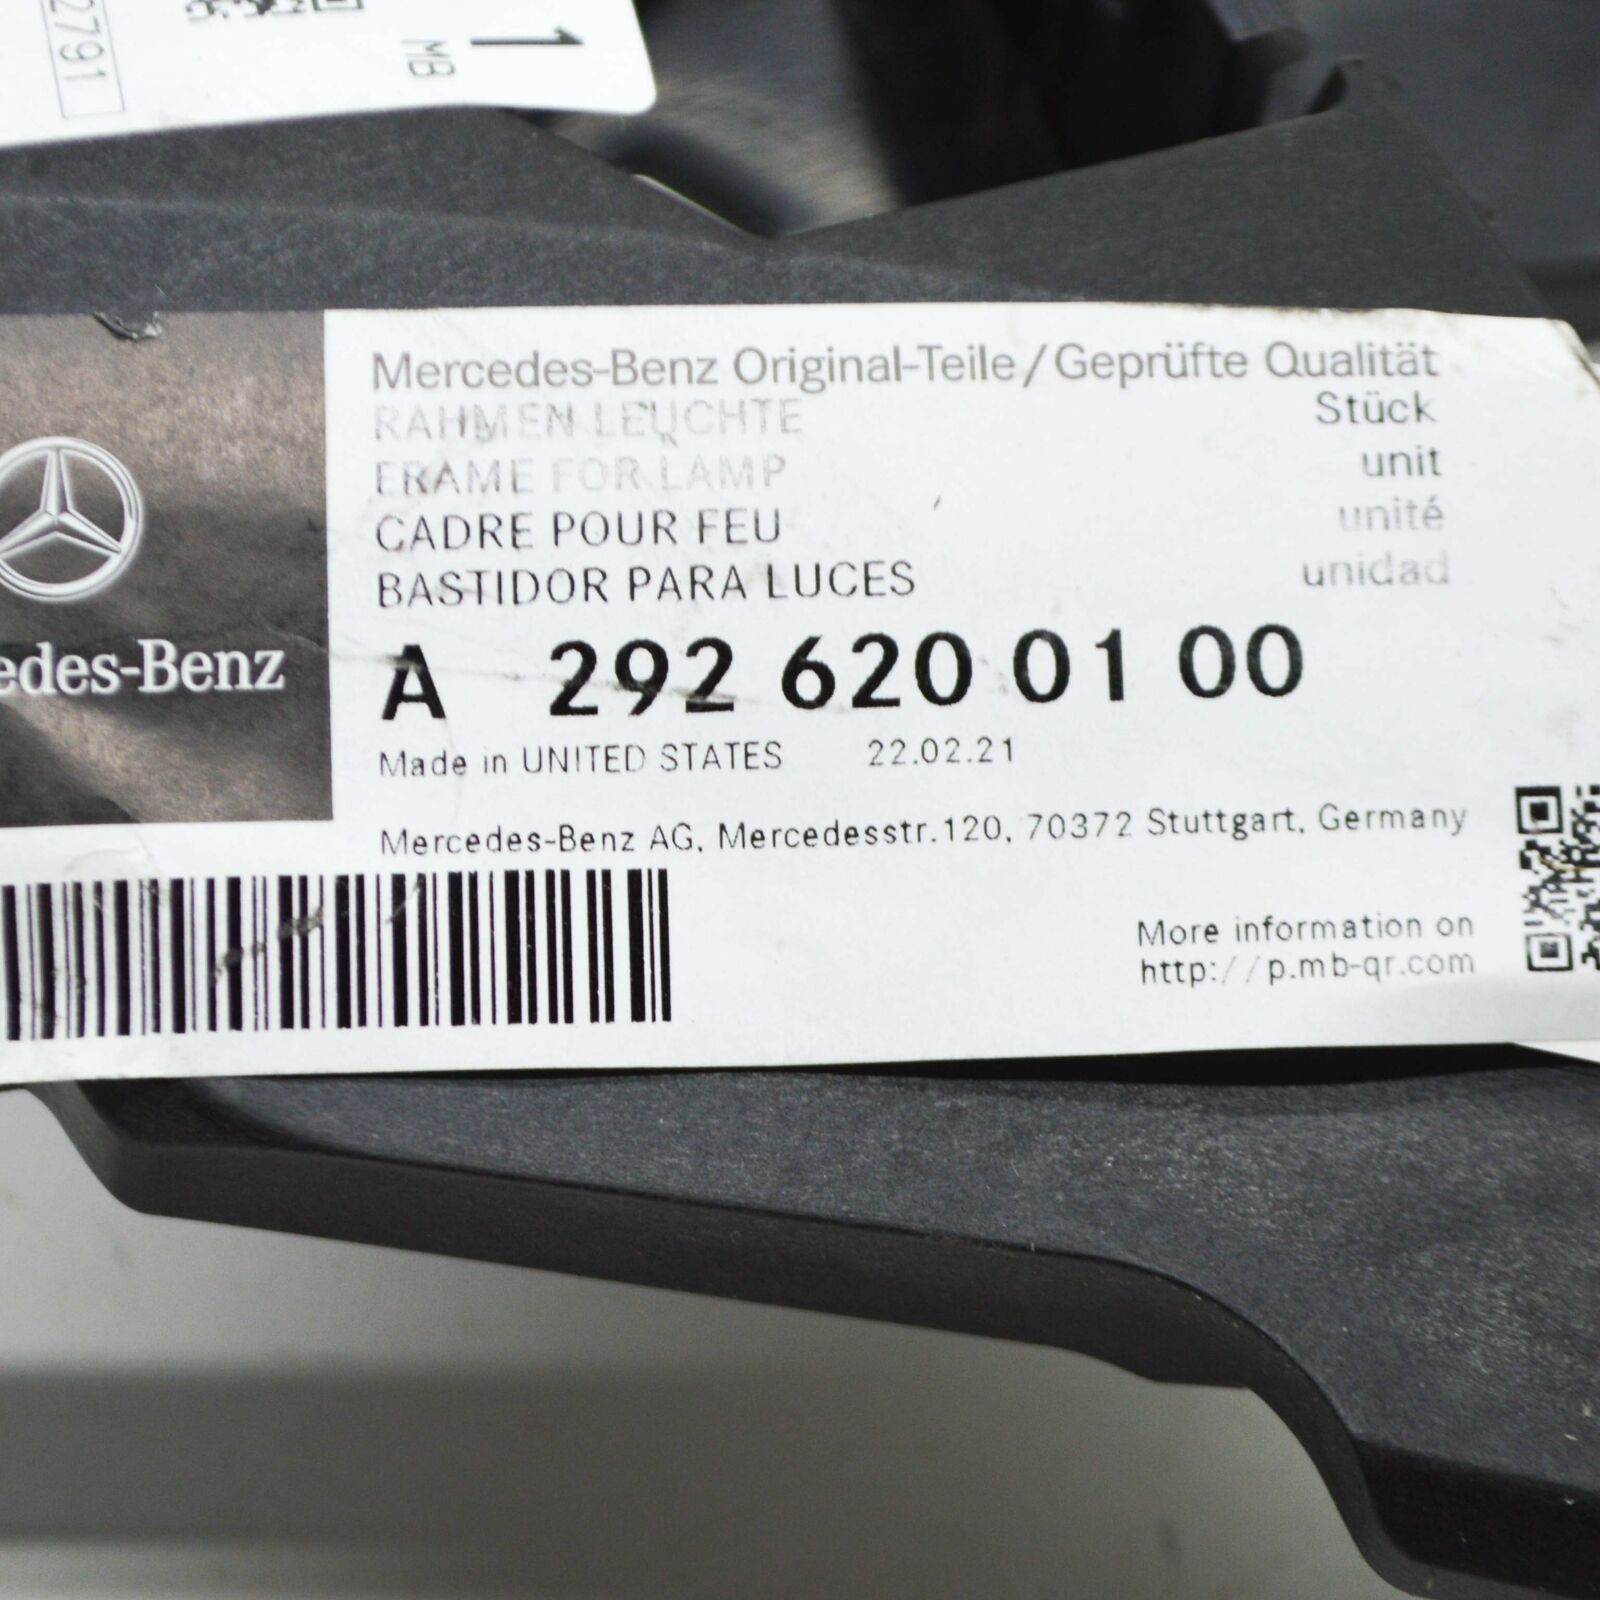 2791
MB
1
Mercedes-Benz Original-Teile/Geprüfte Qualität
RAHMEN LEUCHTE Stück
FRAME FOR LAMP unit
CADRE POUR FEU unité
BASTIDOR PARA LUCES unidad
edes-Benz
A 292 620 01 00
Made in UNITED STATES 22.02.21
Mercedes-Benz AG, Mercedesstr.120, 70372 Stuttgart, Germany
More information on
http://p.mb-qr.com